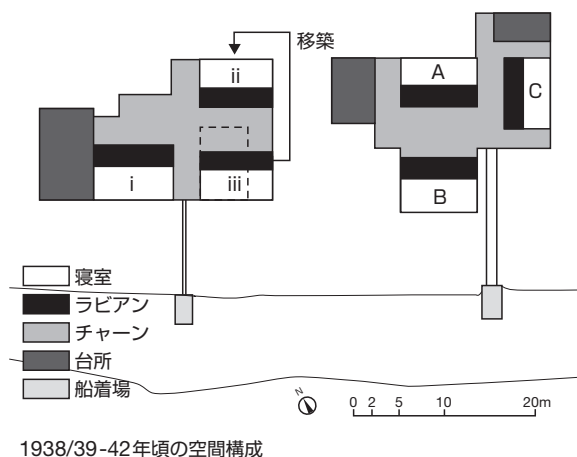 移築
ii
i
iii
A
C
B
寝室
ラビアン
チャーン
台所
船着場
N
0 2 5 10 20m
1938/39-42年頃の空間構成